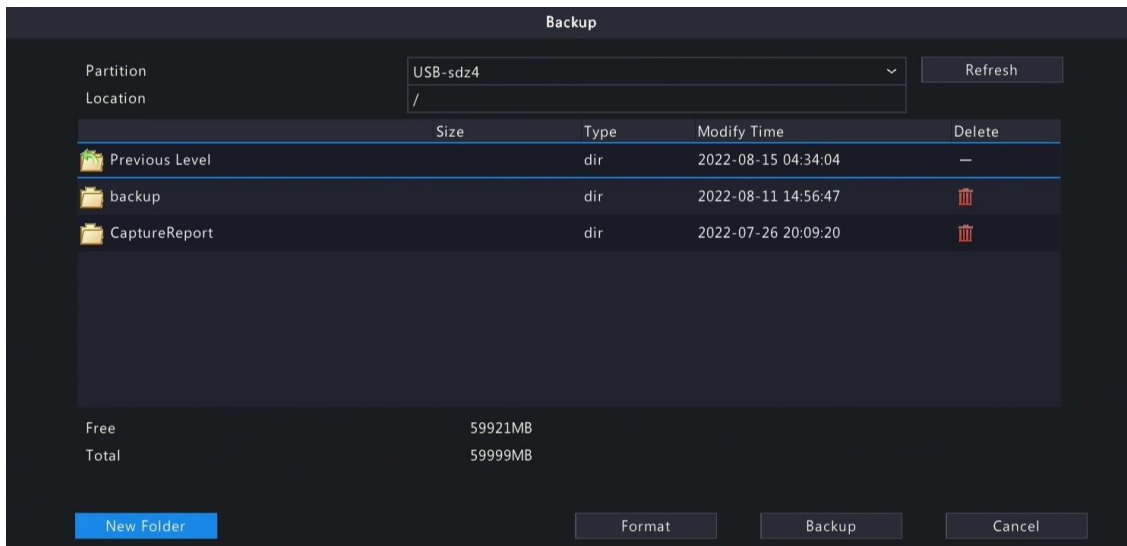 Backup
Partition USB-sdz4 Refresh
Location /
Size Type Modify Time Delete
Previous Level dir 2022-08-15 04:34:04 —
backup dir 2022-08-11 14:56:47
CaptureReport dir 2022-07-26 20:09:20
Free 59921MB
Total 59999MB
New Folder Format Backup Cancel